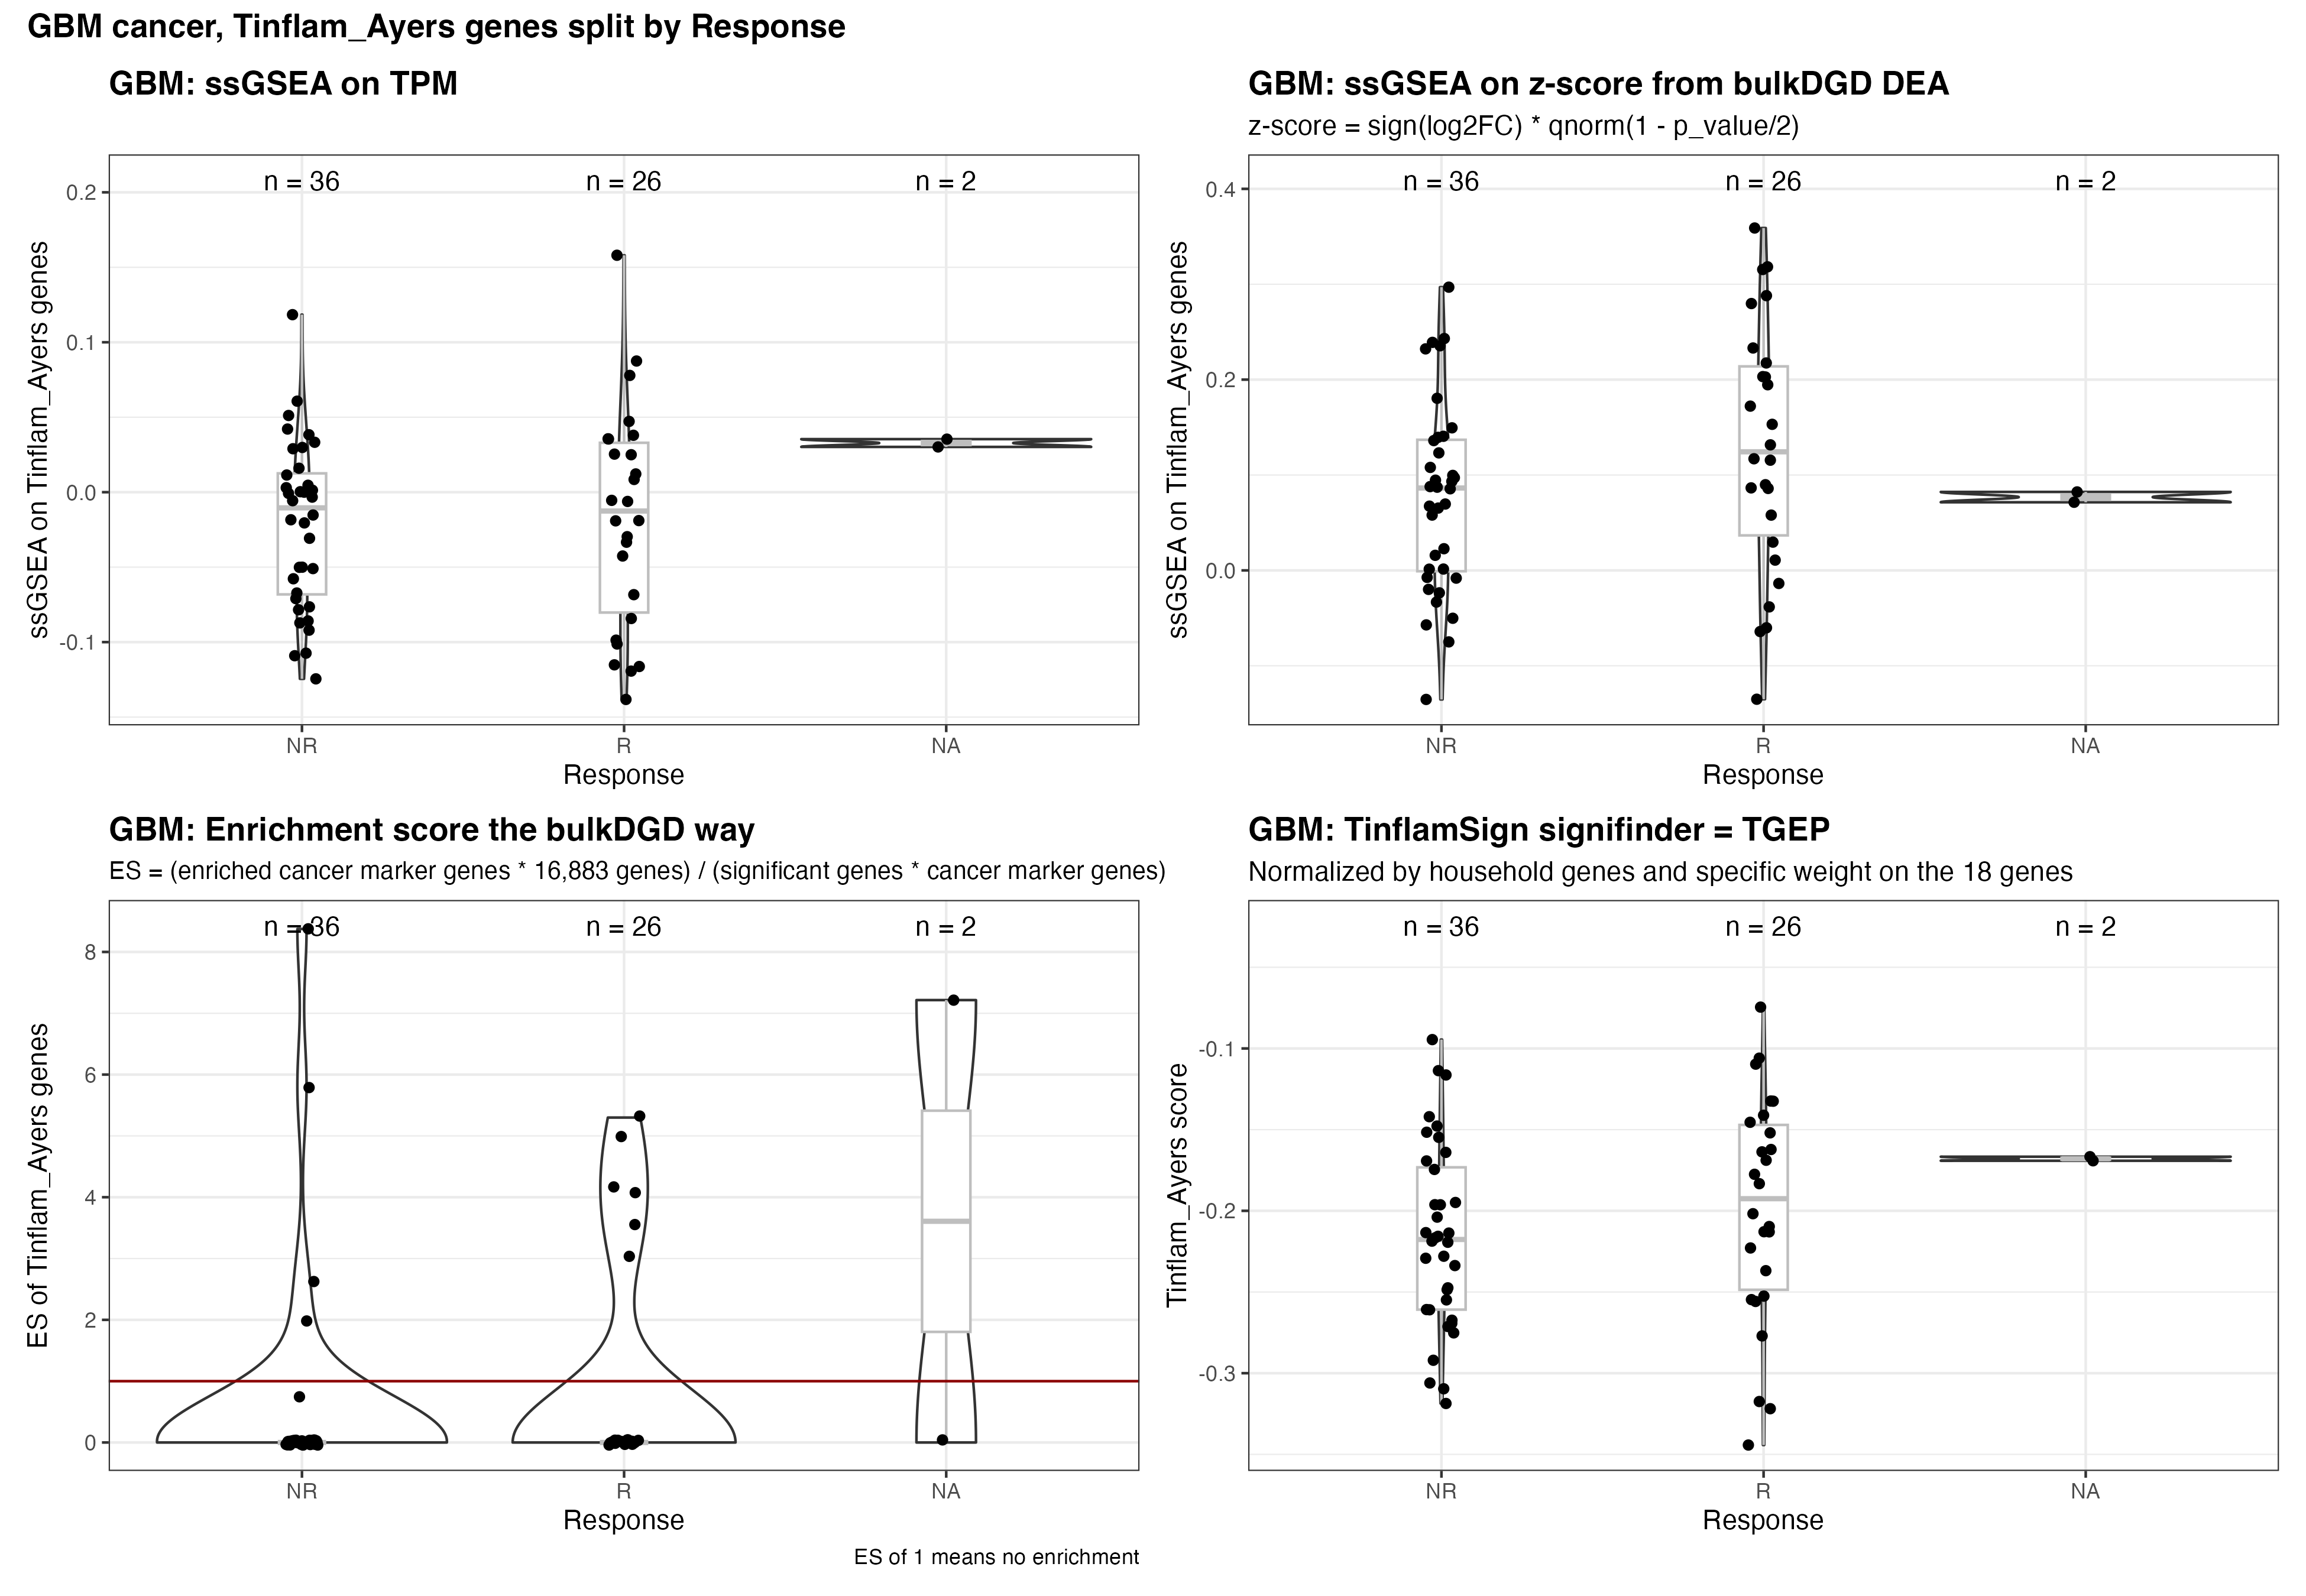 GBM cancer, Tinflam_Ayers genes split by Response
GBM: ssGSEA on TPM
n = 36
n = 26
n = 2
0.2
0.1
0.0
-0.1
ssGSEA on Tinflam_Ayers genes
NR
R
NA
Response
GBM: ssGSEA on z-score from bulkDGD DEA
z-score = sign(log2FC) * qnorm(1 - p_value/2)
n = 36
n = 26
n = 2
0.4
0.2
0.0
ssGSEA on Tinflam_Ayers genes
NR
R
NA
Response
GBM: Enrichment score the bulkDGD way
ES = (enriched cancer marker genes * 16,883 genes) / (significant genes * cancer marker genes)
n = 36
n = 26
n = 2
8
6
4
2
0
ES of Tinflam_Ayers genes
NR
R
NA
Response
ES of 1 means no enrichment
GBM: TinflamSign signifinder = TGEP
Normalized by household genes and specific weight on the 18 genes
n = 36
n = 26
n = 2
-0.1
-0.2
-0.3
Tinflam_Ayers score
NR
R
NA
Response